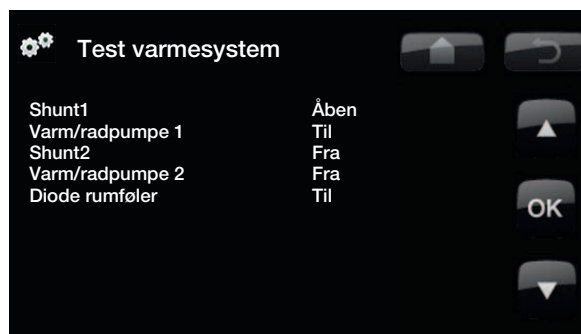 Test varmesystem
Shunt1 Åben
Varm/radpumpe 1 Til
Shunt2 Fra
Varm/radpumpe 2 Fra
Diode rumføler Til
OK